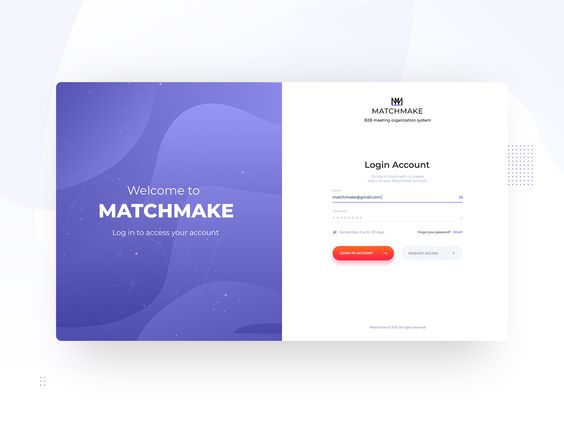 Welcome to
MATCHMAKE
Log in to access your account
MATCHMAKE
B2B meeting organization system
Login Account
To stay in touch with us, please
Log in to your Matchmake account.
Email
matchmake@gmail.com
Password
Remember me for 30 days
Forgot your password? Reset
LOGIN TO ACCOUNT
REQUEST ACCESS
Matchmake © 2018. All rights reserved.